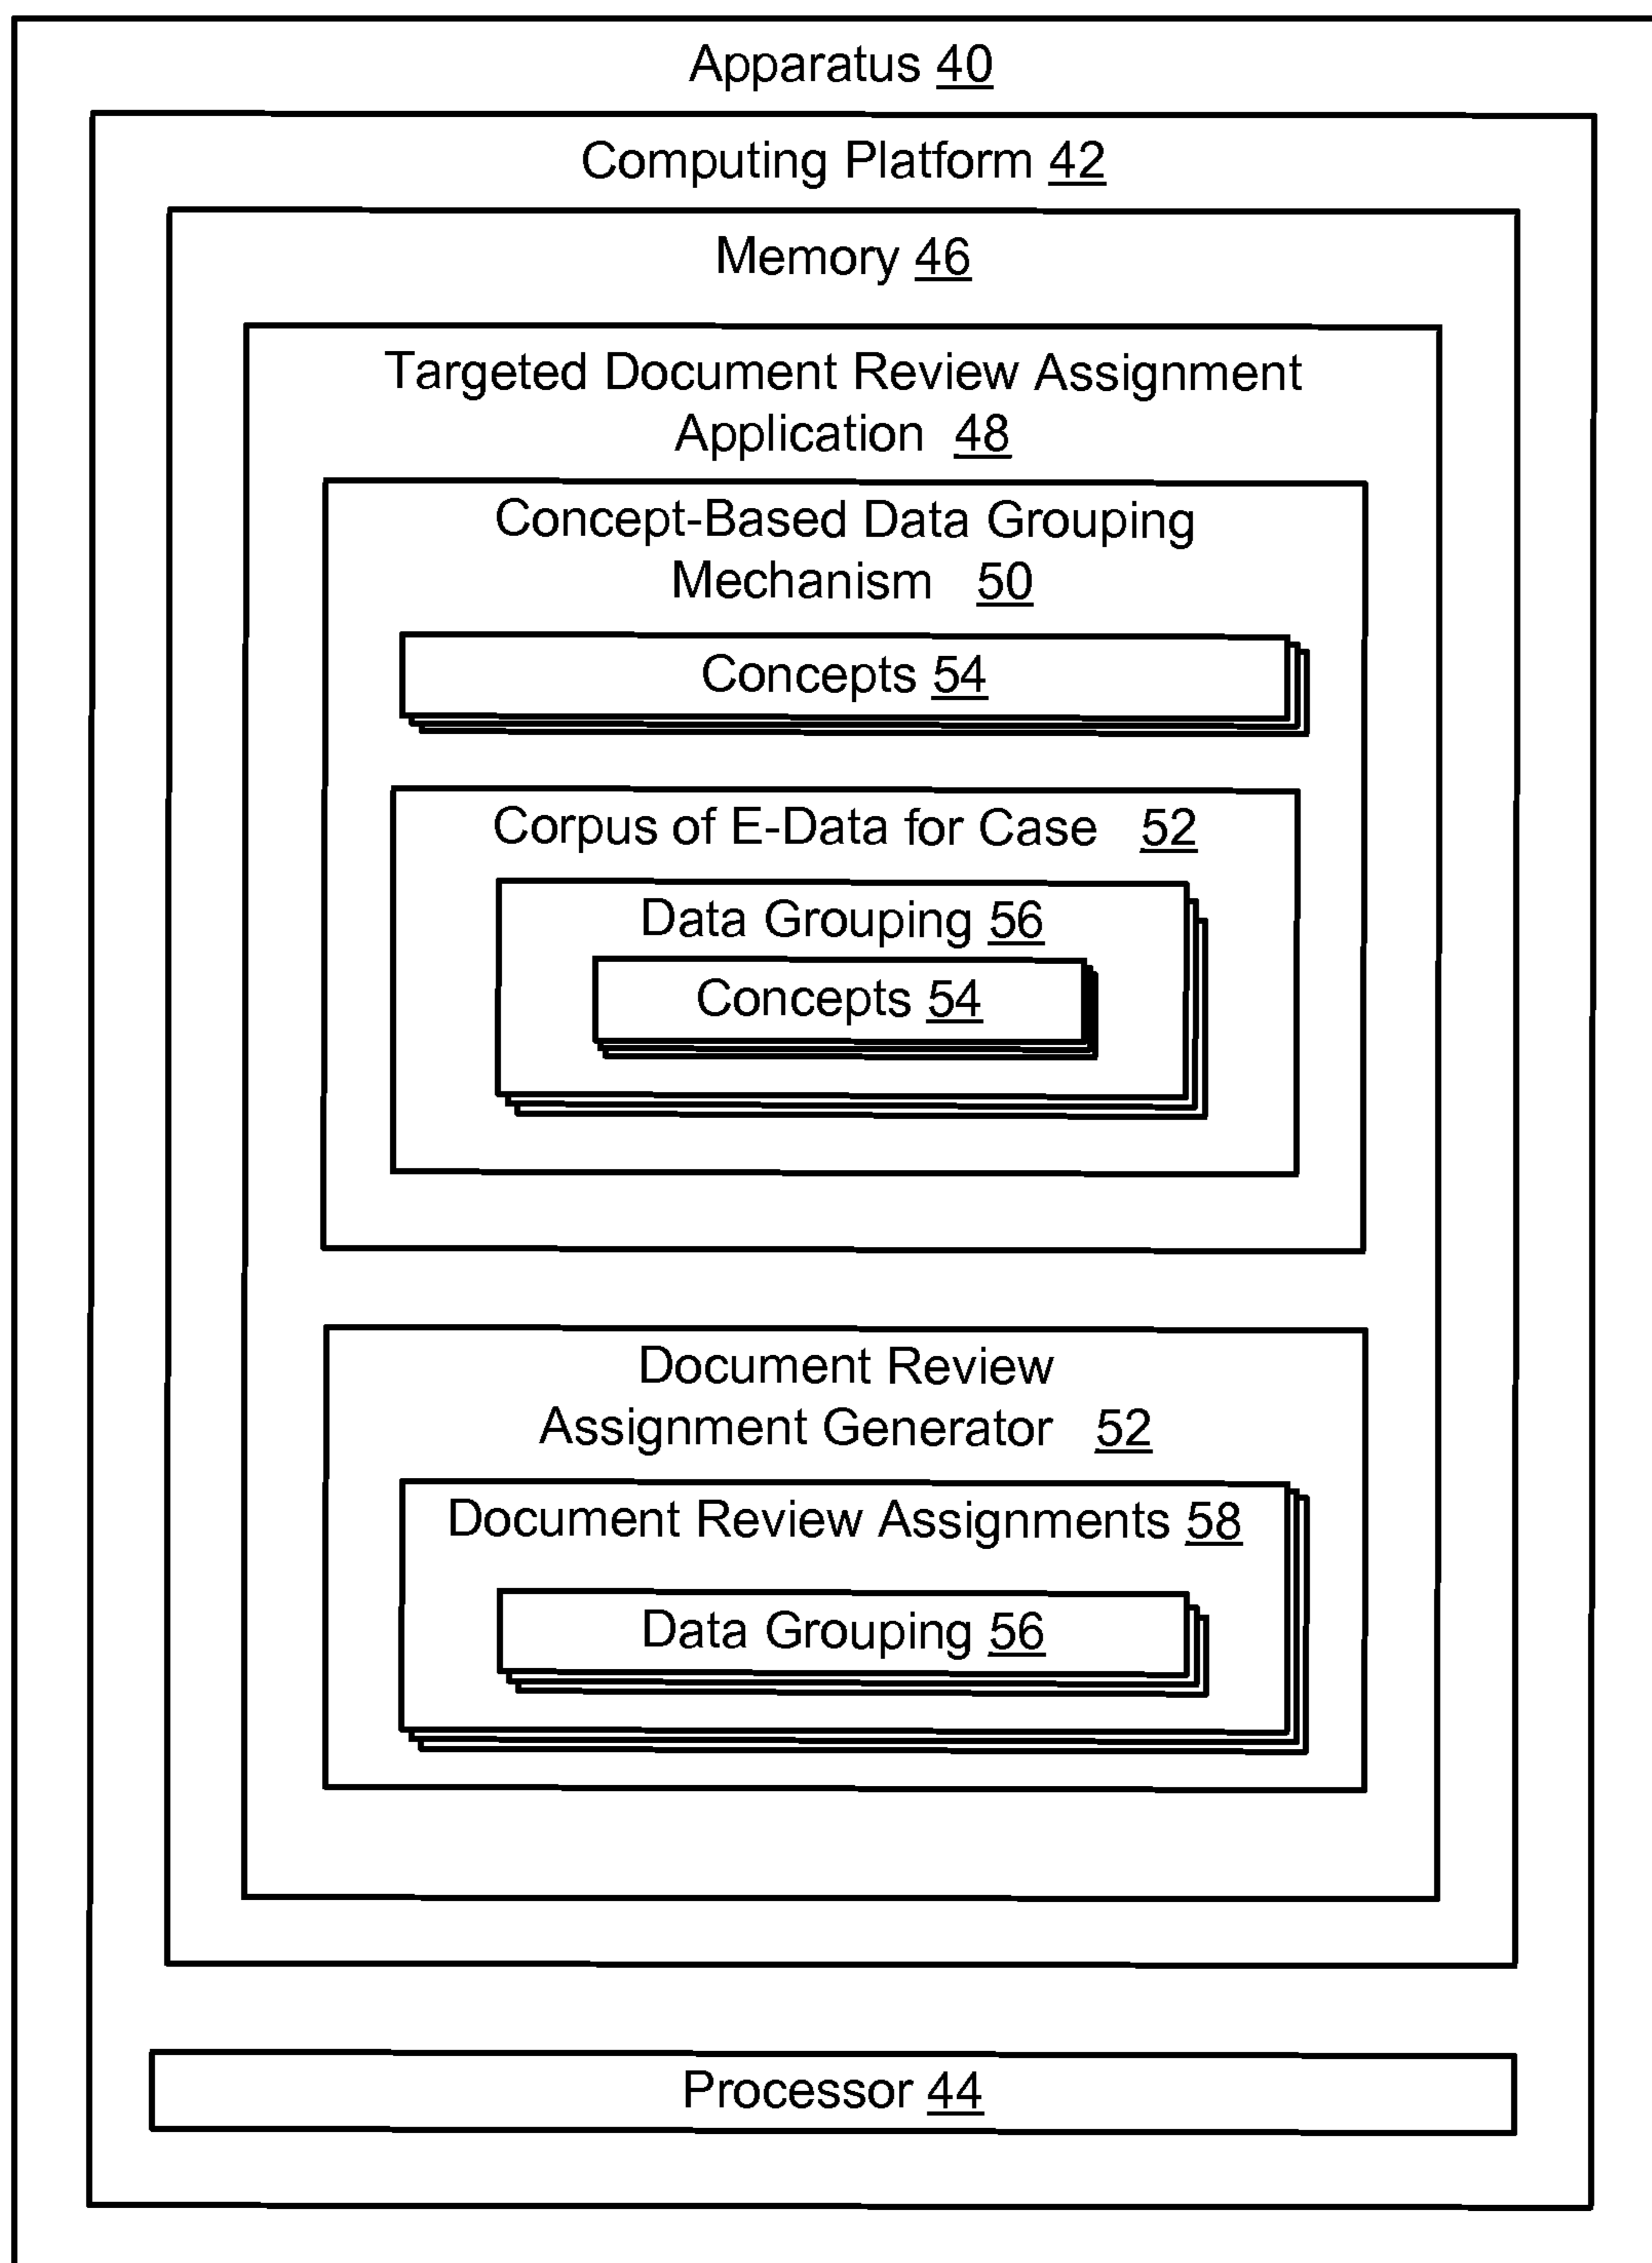 Apparatus 40
Computing Platform 42
Memory 46
Targeted Document Review Assignment
Application 48
Concept-Based Data Grouping
Mechanism 50
Concepts 54
Corpus of E-Data for Case 52
Data Grouping 56
Concepts 54
Document Review
Assignment Generator 52
Document Review Assignments 58
Data Grouping 56
Processor 44